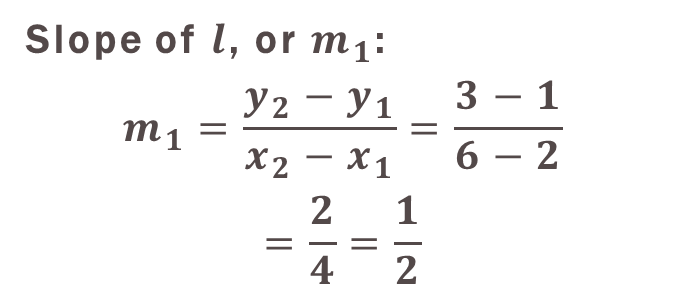 Slope of l, or m₁:
m₁ = (y₂ − y₁)/(x₂ − x₁) = (3 − 1)/(6 − 2)
= 2/4 = 1/2